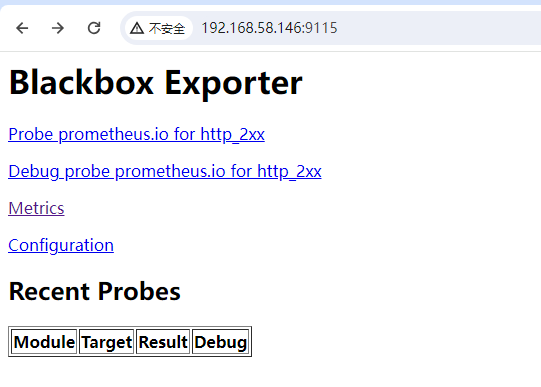 不安全 192.168.58.146:9115
Blackbox Exporter
Probe prometheus.io for http_2xx
Debug probe prometheus.io for http_2xx
Metrics
Configuration
Recent Probes
Module Target Result Debug